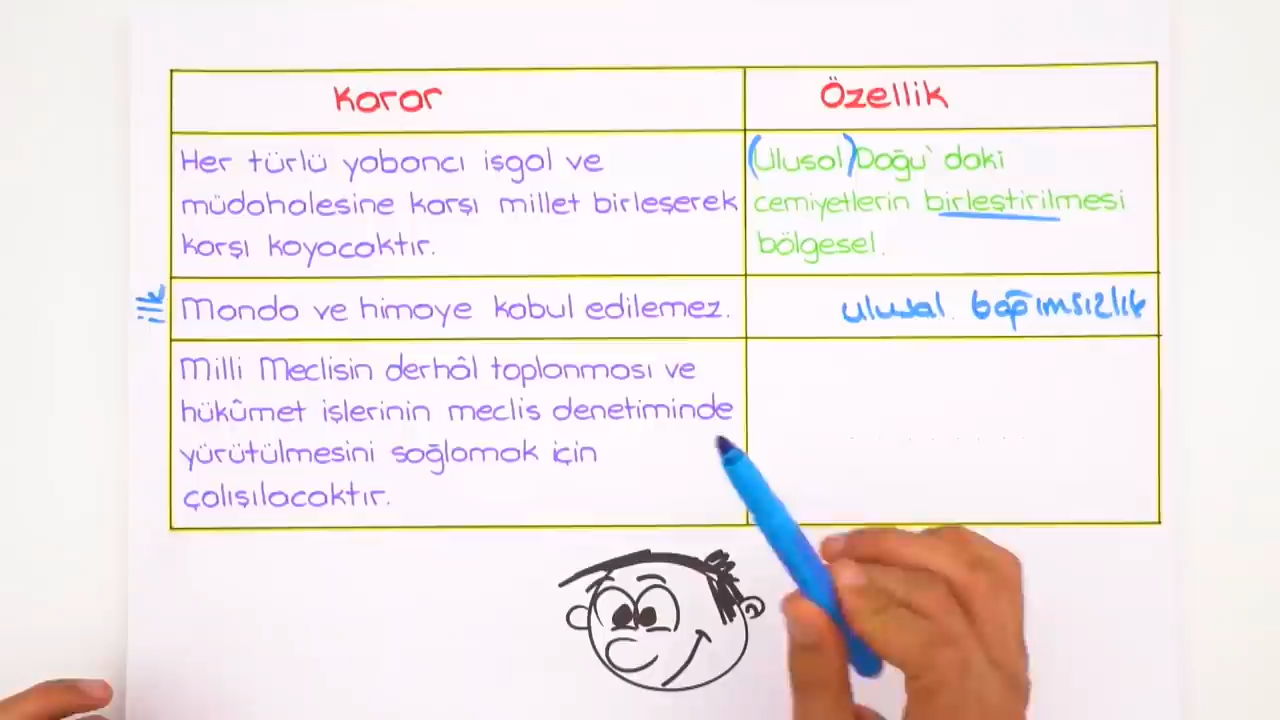 Karar
Özellik
Her türlü yabancı işgal ve
müdahalesine karşı millet birleşerek
karşı koyacaktır.
(Ulusal) Doğu'daki
cemiyetlerin birleştirilmesi
bölgesel.
ilk
Manda ve himaye kabul edilemez.
ulusal bağımsızlık
Milli Meclisin derhâl toplanması ve
hükûmet işlerinin meclis denetiminde
yürütülmesini sağlamak için
çalışılacaktır.